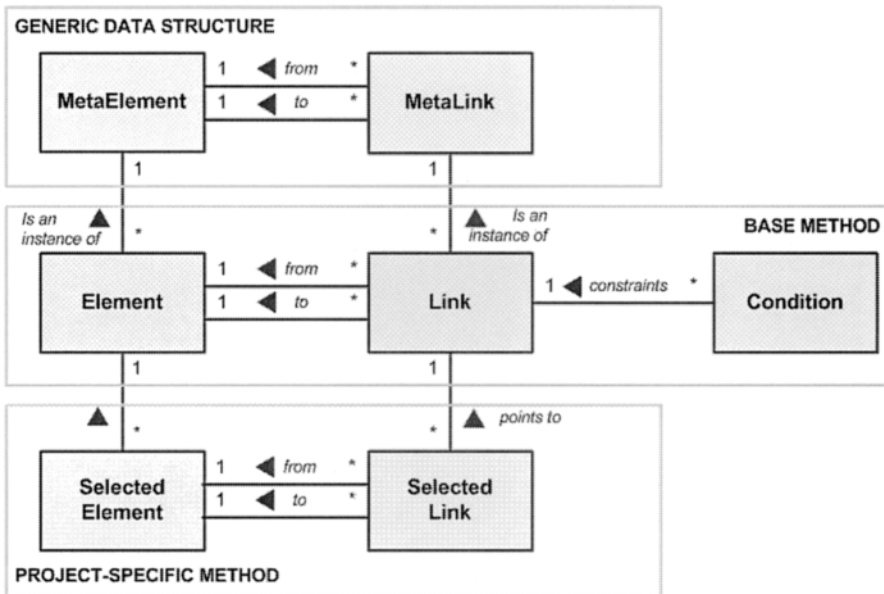 GENERIC DATA STRUCTURE
1 from *
MetaElement MetaLink
1 to *
1 1
Is an
instance of
Is an
instance of
BASE METHOD
* *
1 from *
Element Link Condition
1 to *
1 constraints *
1 1
points to
* *
1 from *
Selected
Element
Selected
Link
1 to *
PROJECT-SPECIFIC METHOD